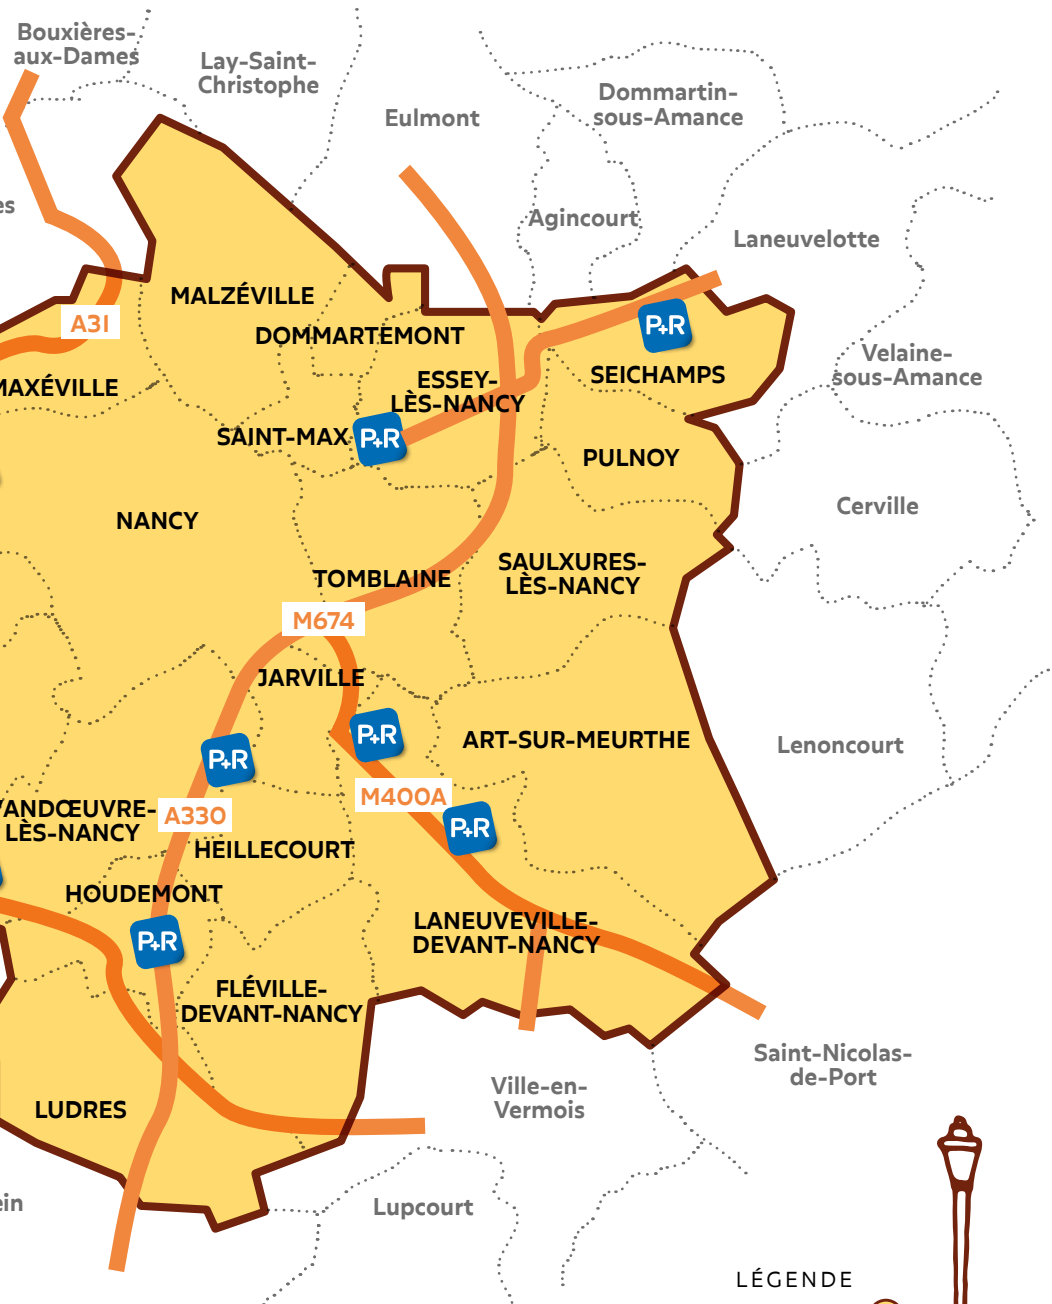 Bouxières-
aux-Dames
Lay-Saint-
Christophe
Eulmont
Dommartin-
sous-Amance
es
Agincourt
Laneuvelotte
MALZÉVILLE
A31
DOMMARTEMONT
P+R
Velaine-
sous-Amance
MAXÉVILLE
ESSEY-
LÈS-NANCY
SEICHAMPS
SAINT-MAX
P+R
PULNOY
Cerville
NANCY
SAULXURES-
LÈS-NANCY
TOMBLAINE
M674
JARVILLE
P+R
ART-SUR-MEURTHE
Lenoncourt
P+R
M400A
VANDŒUVRE-
LÈS-NANCY
A330
P+R
HEILLECOURT
HOUDEMONT
LANEUVEVILLE-
DEVANT-NANCY
P+R
FLÉVILLE-
DEVANT-NANCY
Saint-Nicolas-
de-Port
Ville-en-
Vermois
LUDRES
ein
Lupcourt
LÉGENDE